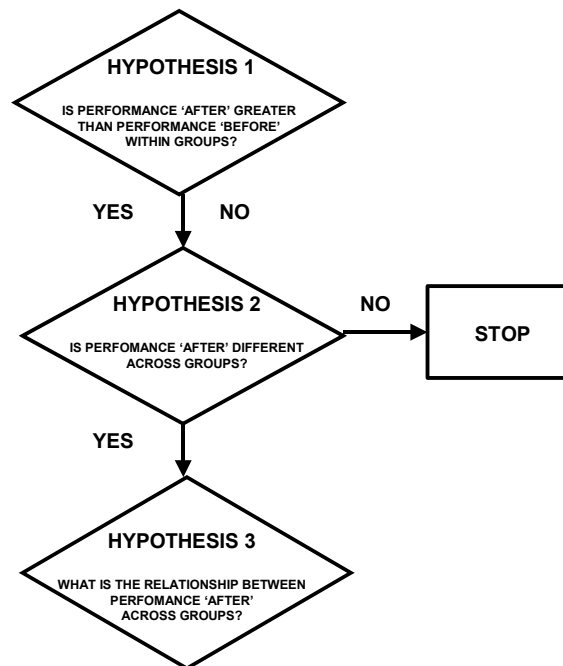 HYPOTHESIS 1
IS PERFORMANCE ‘AFTER’ GREATER
THAN PERFORMANCE ‘BEFORE’
WITHIN GROUPS?
YES NO
HYPOTHESIS 2
IS PERFOMANCE ‘AFTER’ DIFFERENT
ACROSS GROUPS?
NO
STOP
YES
HYPOTHESIS 3
WHAT IS THE RELATIONSHIP BETWEEN
PERFOMANCE ‘AFTER’
ACROSS GROUPS?